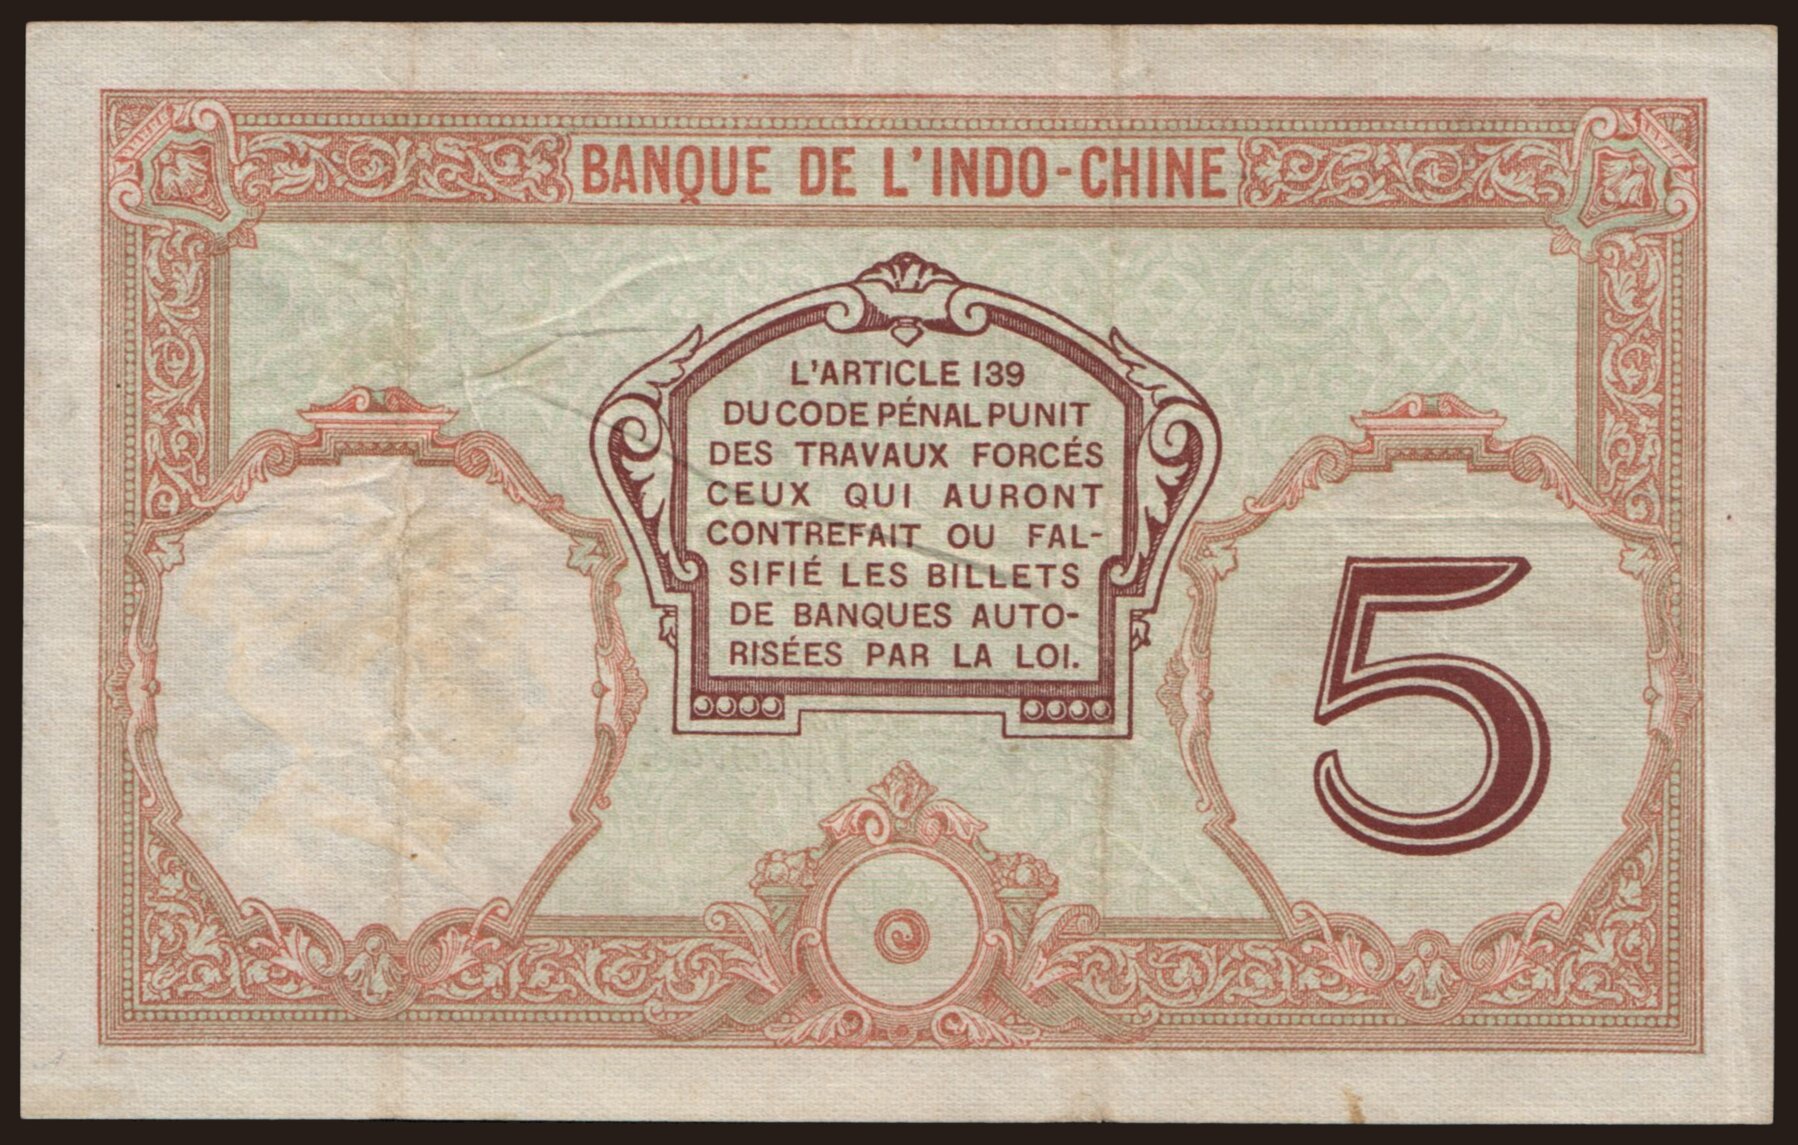 BANQUE DE L'INDO-CHINE
L'ARTICLE 139
DU CODE PÉNAL PUNIT
DES TRAVAUX FORCÉS
CEUX QUI AURONT
CONTREFAIT OU FAL-
SIFIÉ LES BILLETS
DE BANQUES AUTO-
RISÉES PAR LA LOI.
5